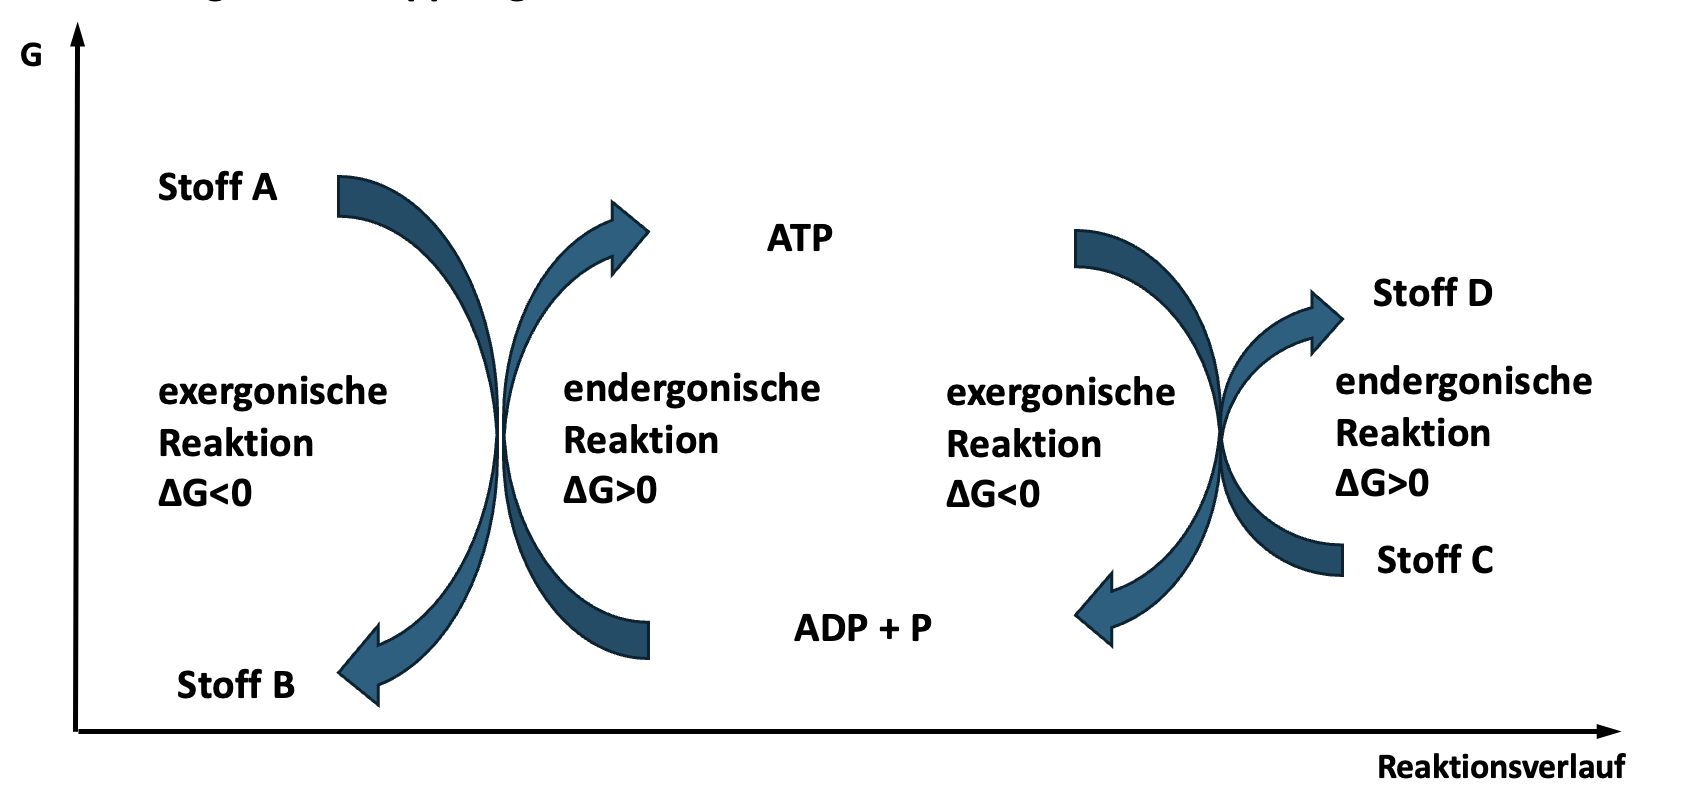 G
Stoff A
ATP
Stoff D
exergonische
Reaktion
ΔG<0
endergonische
Reaktion
ΔG>0
exergonische
Reaktion
ΔG<0
endergonische
Reaktion
ΔG>0
Stoff C
ADP + P
Stoff B
Reaktionsverlauf